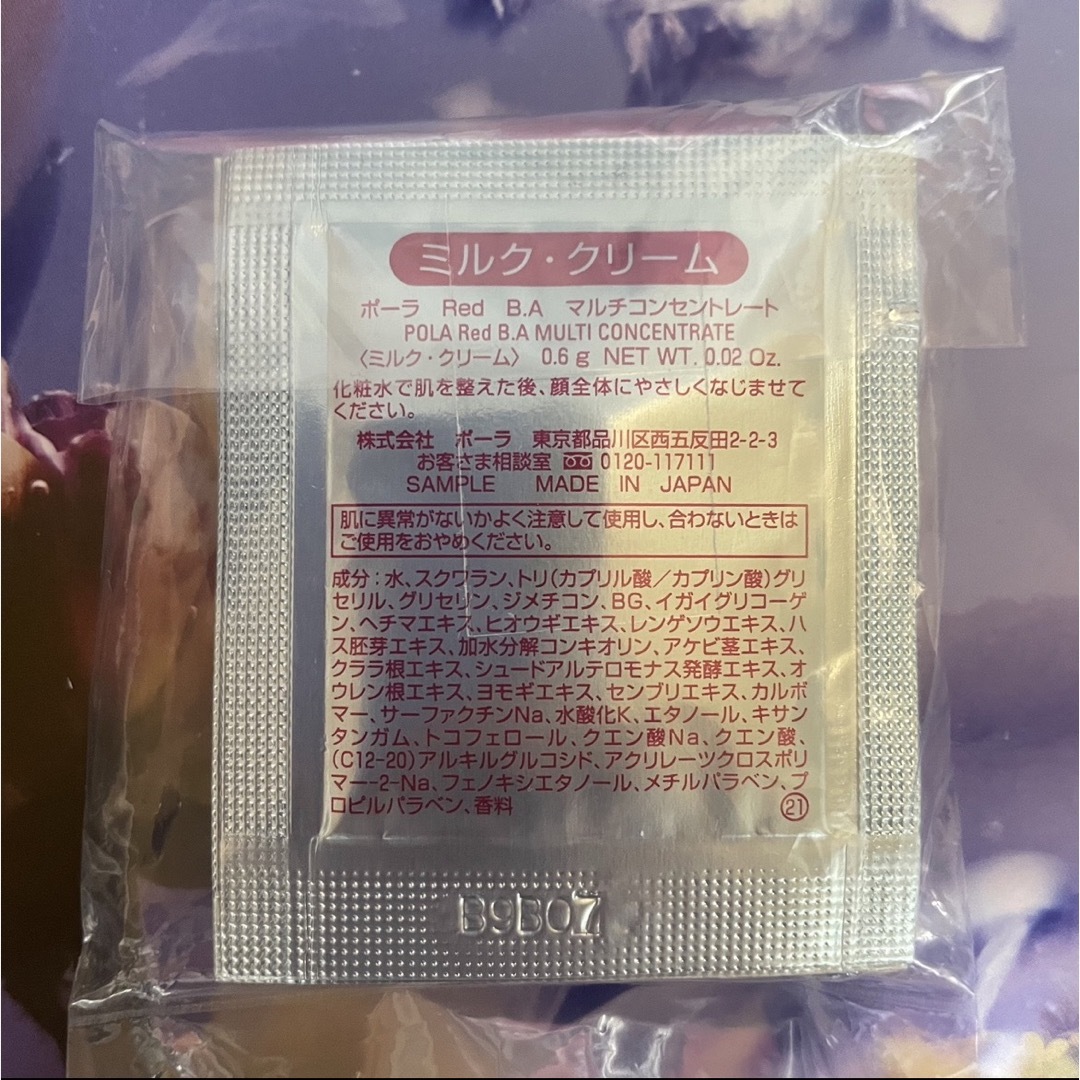 ミルク・クリーム
ポーラ Red B.A マルチコンセントレート
POLA Red B.A MULTI CONCENTRATE
〈ミルク・クリーム〉 0.6 g NET WT. 0.02 Oz.
化粧水で肌を整えた後、顔全体にやさしくなじませて
ください。
株式会社 ポーラ 東京都品川区西五反田2-2-3
お客さま相談室 0120-117111
SAMPLE MADE IN JAPAN
肌に異常がないかよく注意して使用し、合わないときは
ご使用をおやめください。
成分：水、スクワラン、トリ(カプリル酸／カプリン酸)グリ
セリル、グリセリン、ジメチコン、BG、イガイグリコーゲ
ン、ヘチマエキス、ヒオウギエキス、レンゲソウエキス、ハ
ス胚芽エキス、加水分解コンキオリン、アケビ茎エキス、
クララ根エキス、シュードアルテロモナス発酵エキス、オ
ウレン根エキス、ヨモギエキス、センブリエキス、カルボ
マー、サーファクチンNa、水酸化K、エタノール、キサン
タンガム、トコフェロール、クエン酸Na、クエン酸、
(C12-20)アルキルグルコシド、アクリレーツクロスポリ
マー-2-Na、フェノキシエタノール、メチルパラベン、プ
ロピルパラベン、香料 ㉑
B9B07